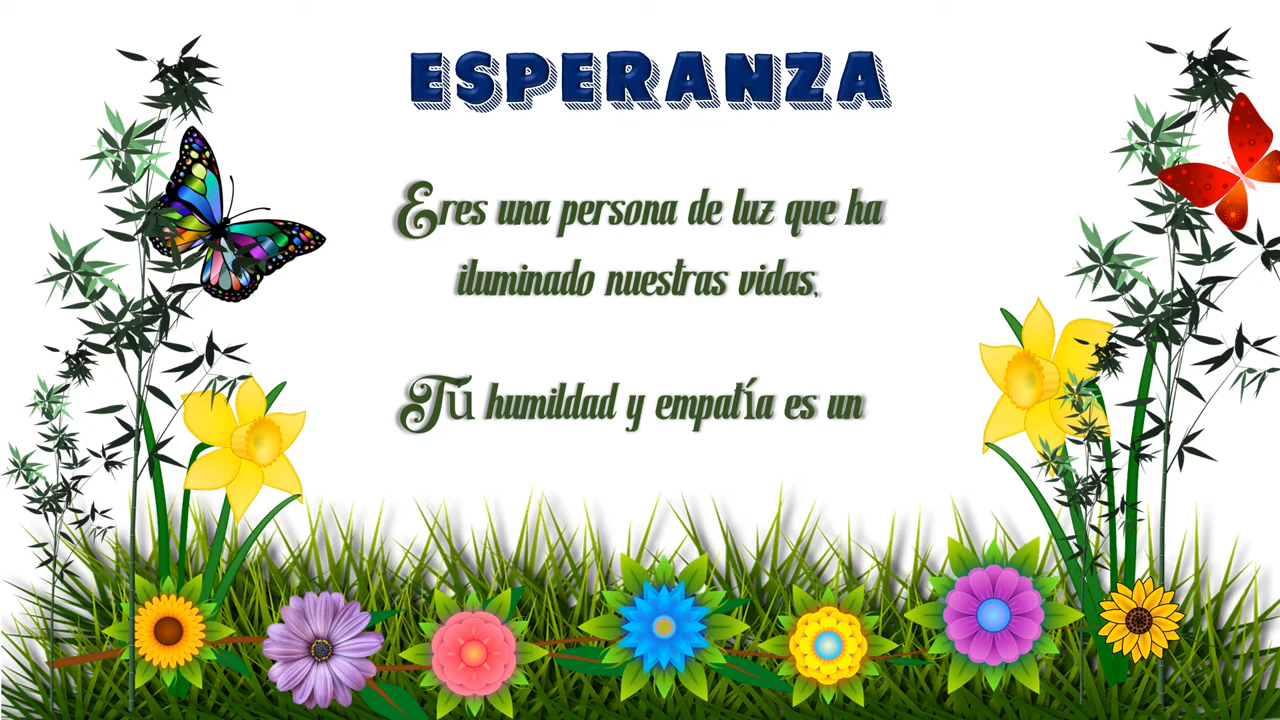 ESPERANZA
Eres una persona de luz que ha
iluminado nuestras vidas,
Tú humildad y empatía es un